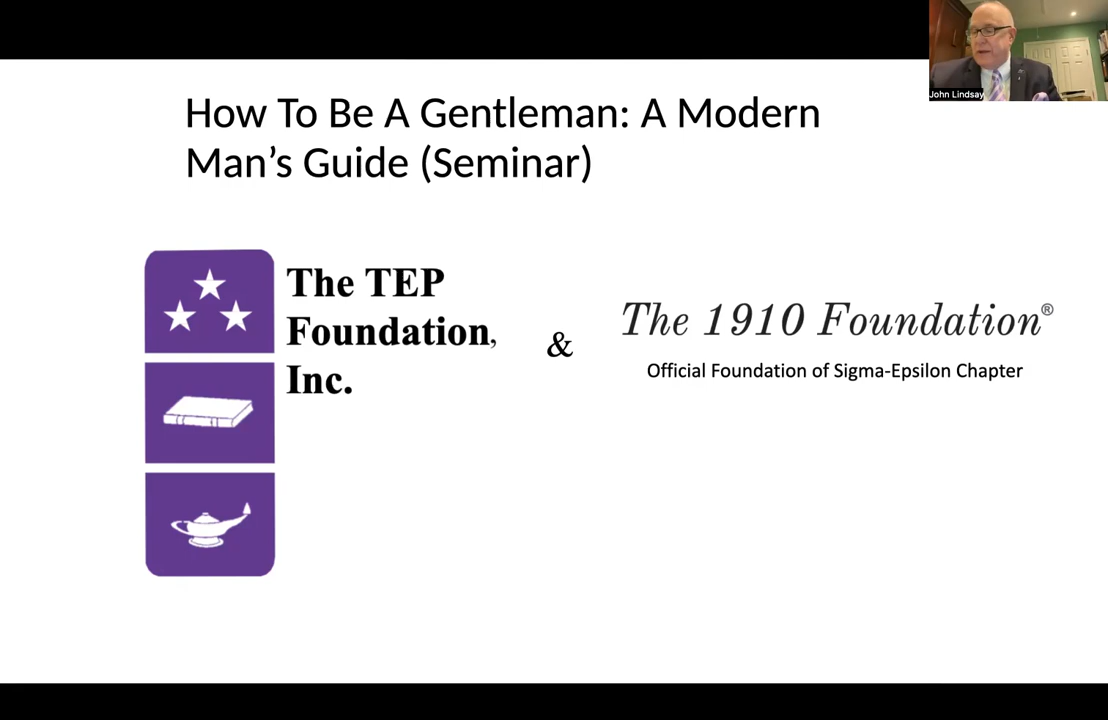 John Lindsay
How To Be A Gentleman: A Modern
Man’s Guide (Seminar)
The TEP
Foundation,
Inc.
&
The 1910 Foundation®
Official Foundation of Sigma-Epsilon Chapter